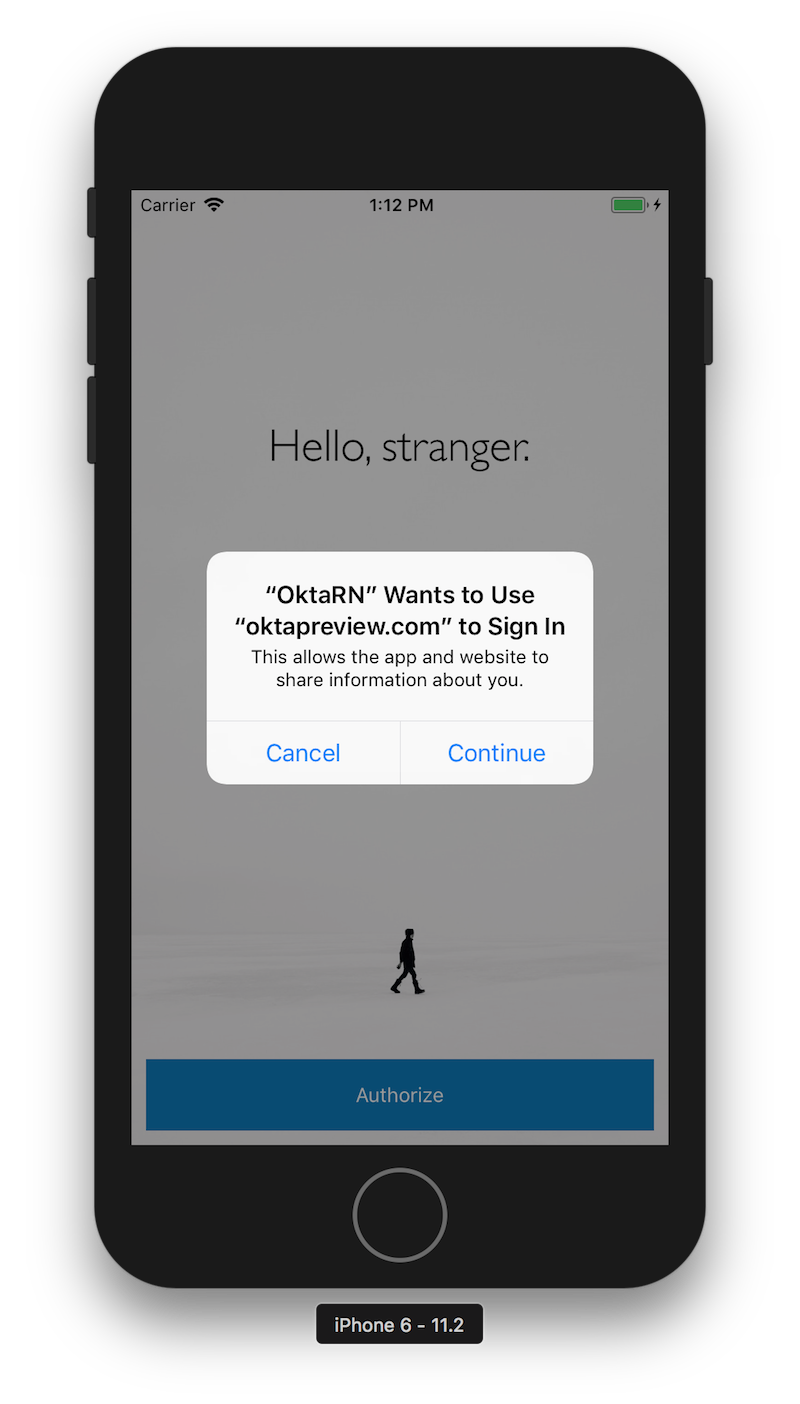 Carrier 1:12 PM
Hello, stranger.
“OktaRN” Wants to Use
“oktapreview.com” to Sign In
This allows the app and website to
share information about you.
Cancel Continue
Authorize
iPhone 6 - 11.2